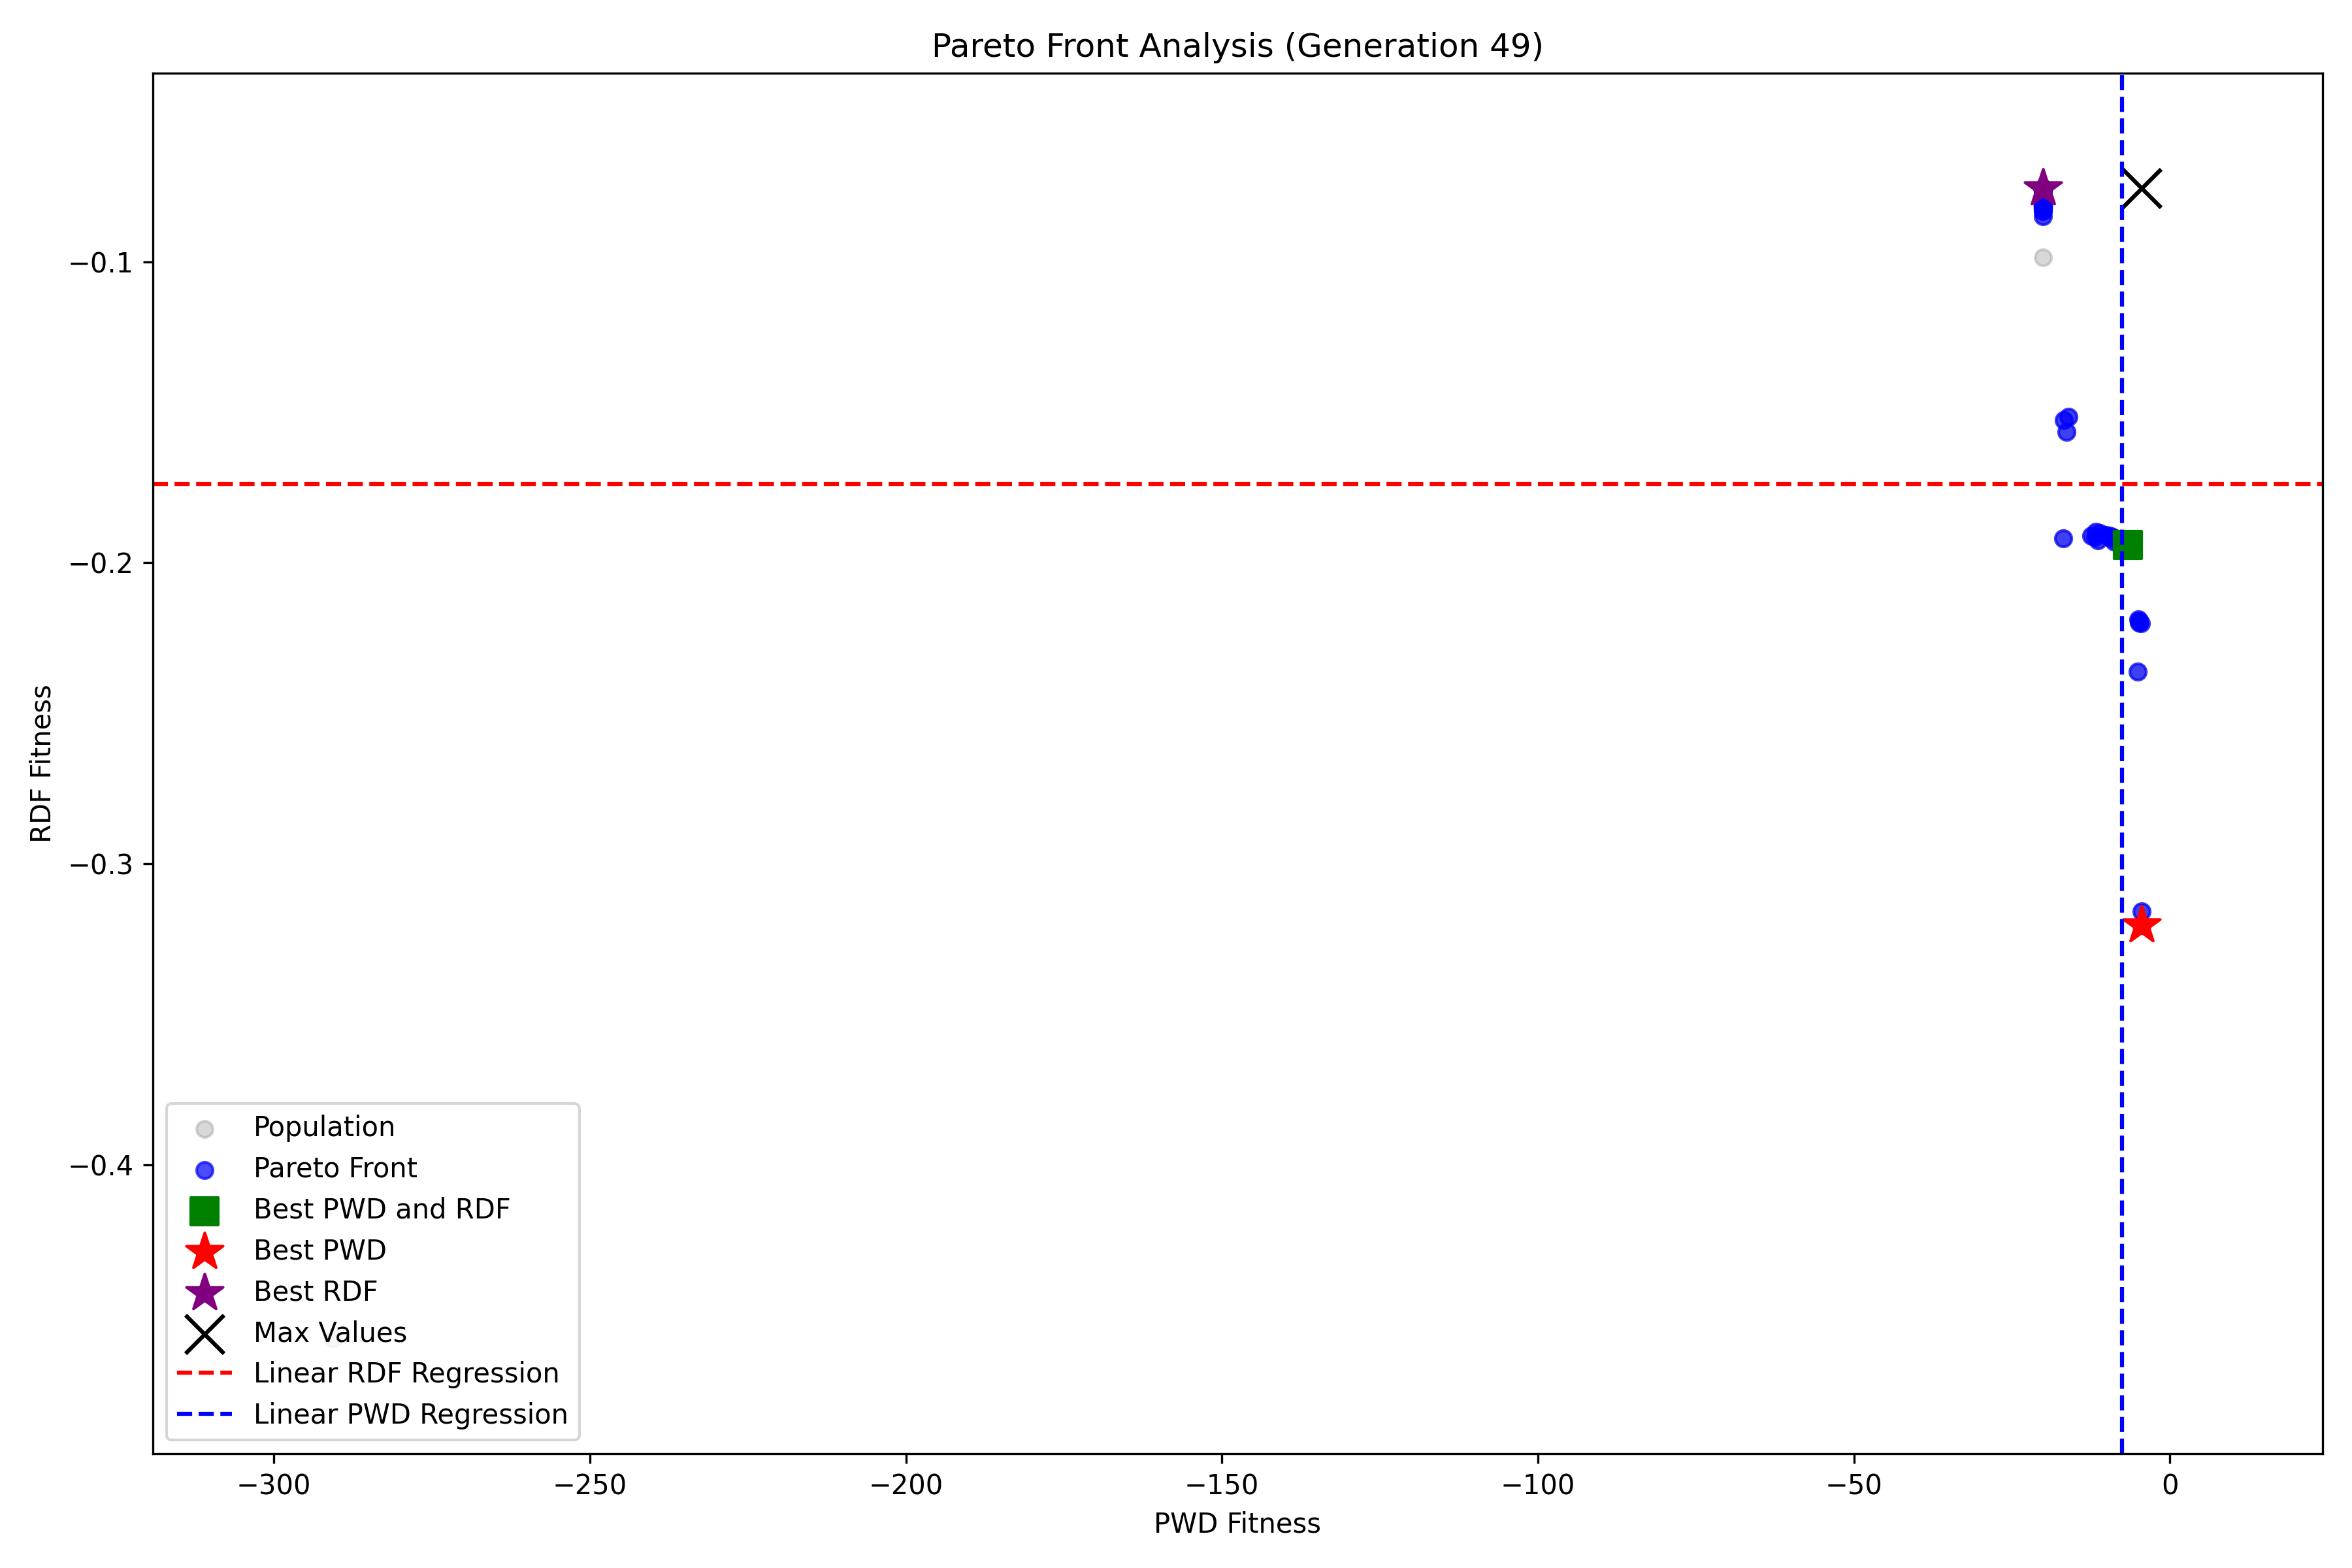 Pareto Front Analysis (Generation 49)
RDF Fitness
−0.1
−0.2
−0.3
−0.4
Population
Pareto Front
Best PWD and RDF
Best PWD
Best RDF
Max Values
Linear RDF Regression
Linear PWD Regression
−300 −250 −200 −150 −100 −50 0
PWD Fitness